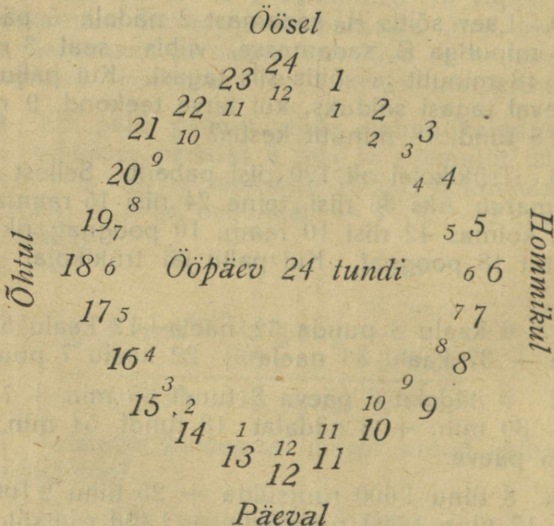 Öösel
24
23 12 1
22 11 1 2
21 10 2 3
9 3
20 4 4
8
19 7 5 5
Õhtul 18 6 Ööpäev 24 tundi 6 6 Hommikul
17 5 7 7
16 4 8 8
3 9
15 2 10 9
14 1 11 10
13 12 11
12
Päeval